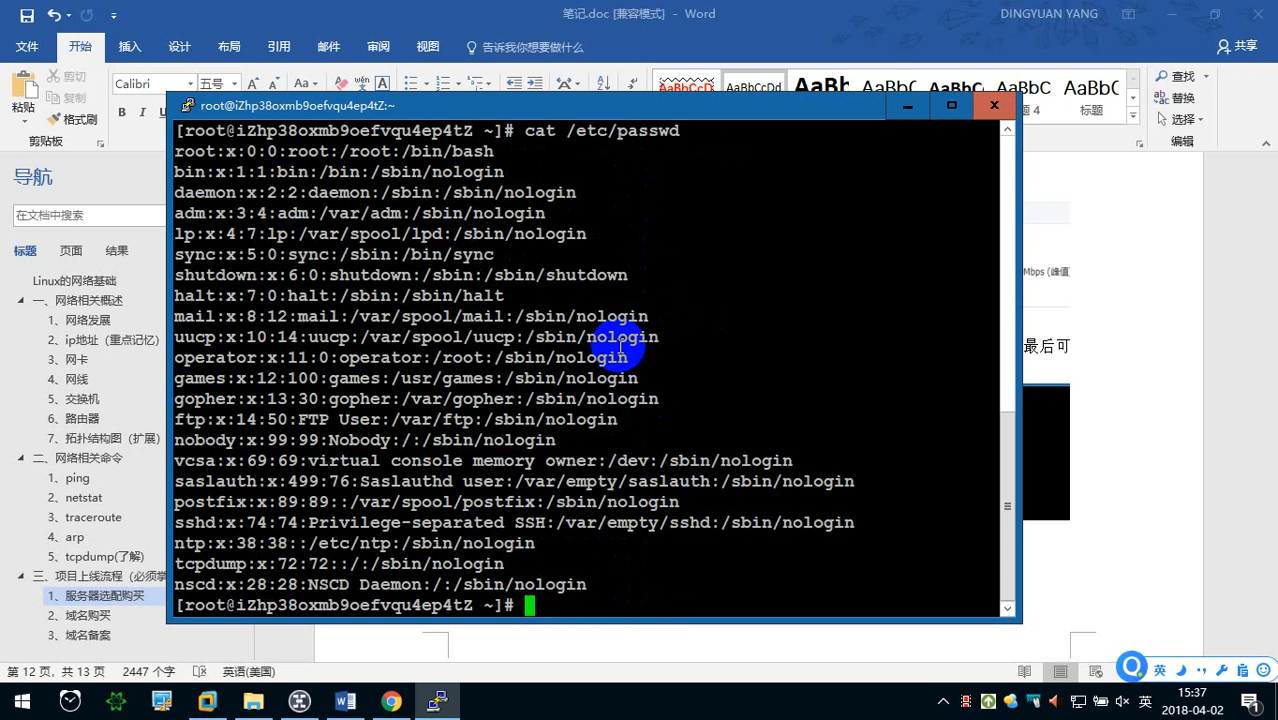 笔记.doc [兼容模式] - Word
DINGYUAN YANG
文件
开始
插入
设计
布局
引用
邮件
审阅
视图
告诉我你想要做什么
共享
粘贴
剪切
复制
格式刷
剪贴板
Calibri
五号
B
I
AaBbCcD
AaBbCcD
AaBb
AaBbC
AaBbC
AaBbC
AaBbC
题 4
标题
查找
替换
选择
编辑
导航
在文档中搜索
标题
页面
结果
Linux的网络基础
一、网络相关概述
1、网络发展
2、ip地址（重点记忆）
3、网卡
4、网线
5、交换机
6、路由器
7、拓扑结构图（扩展）
二、网络相关命令
1、ping
2、netstat
3、traceroute
4、arp
5、tcpdump(了解)
三、项目上线流程（必须掌
1、服务器选配购买
2、域名购买
3、域名备案
root@iZhp38oxmb9oefvqu4ep4tZ:~
[root@iZhp38oxmb9oefvqu4ep4tZ ~]# cat /etc/passwd
root:x:0:0:root:/root:/bin/bash
bin:x:1:1:bin:/bin:/sbin/nologin
daemon:x:2:2:daemon:/sbin:/sbin/nologin
adm:x:3:4:adm:/var/adm:/sbin/nologin
lp:x:4:7:lp:/var/spool/lpd:/sbin/nologin
sync:x:5:0:sync:/sbin:/bin/sync
shutdown:x:6:0:shutdown:/sbin:/sbin/shutdown
halt:x:7:0:halt:/sbin:/sbin/halt
mail:x:8:12:mail:/var/spool/mail:/sbin/nologin
uucp:x:10:14:uucp:/var/spool/uucp:/sbin/nologin
operator:x:11:0:operator:/root:/sbin/nologin
games:x:12:100:games:/usr/games:/sbin/nologin
gopher:x:13:30:gopher:/var/gopher:/sbin/nologin
ftp:x:14:50:FTP User:/var/ftp:/sbin/nologin
nobody:x:99:99:Nobody:/:/sbin/nologin
vcsa:x:69:69:virtual console memory owner:/dev:/sbin/nologin
saslauth:x:499:76:Saslauthd user:/var/empty/saslauth:/sbin/nologin
postfix:x:89:89::/var/spool/postfix:/sbin/nologin
sshd:x:74:74:Privilege-separated SSH:/var/empty/sshd:/sbin/nologin
ntp:x:38:38::/etc/ntp:/sbin/nologin
tcpdump:x:72:72::/:/sbin/nologin
nscd:x:28:28:NSCD Daemon:/:/sbin/nologin
[root@iZhp38oxmb9oefvqu4ep4tZ ~]#
Mbps (峰值
最后可
第 12 页，共 13 页
2447 个字
英语(美国)
英
英
15:37
2018-04-02